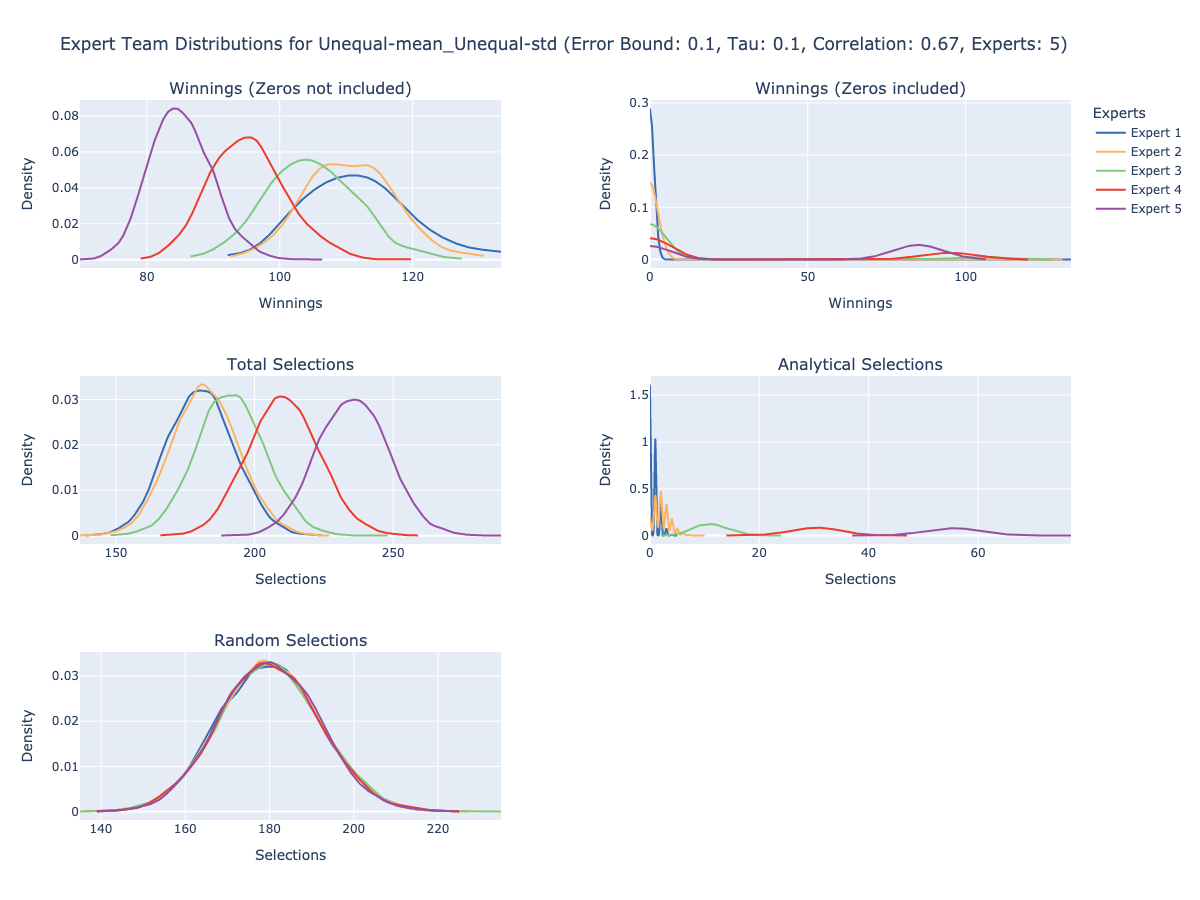 Expert Team Distributions for Unequal-mean_Unequal-std (Error Bound: 0.1, Tau: 0.1, Correlation: 0.67, Experts: 5)
Winnings (Zeros not included)
Density
0.08
0.06
0.04
0.02
0
80 100 120
Winnings
Winnings (Zeros included)
Density
0.3
0.2
0.1
0
0 50 100
Winnings
Experts
Expert 1
Expert 2
Expert 3
Expert 4
Expert 5
Total Selections
Density
0.03
0.02
0.01
0
150 200 250
Selections
Analytical Selections
Density
1.5
1
0.5
0
0 20 40 60
Selections
Random Selections
Density
0.03
0.02
0.01
0
140 160 180 200 220
Selections